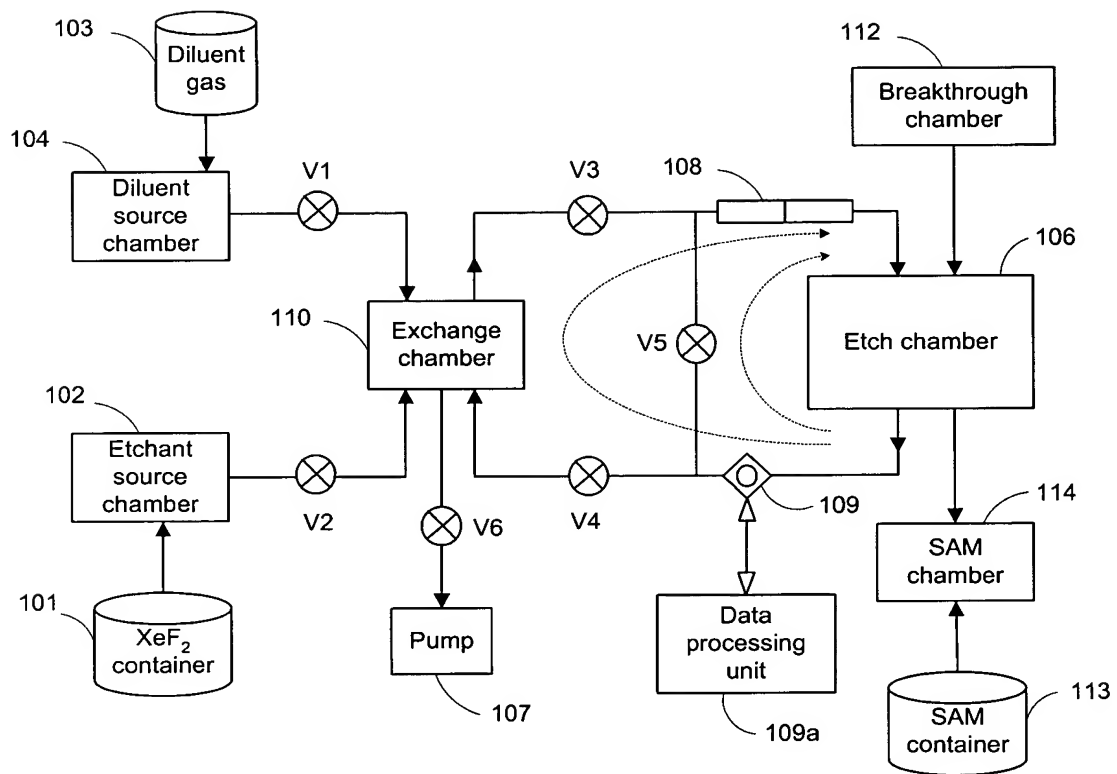 103
Diluent
gas
112
Breakthrough
chamber
104
Diluent
source
chamber
V1
V3
108
106
110
Exchange
chamber
V5
Etch chamber
102
Etchant
source
chamber
V2
V6
V4
109
114
SAM
chamber
101
XeF2
container
Pump
107
Data
processing
unit
109a
SAM
container
113